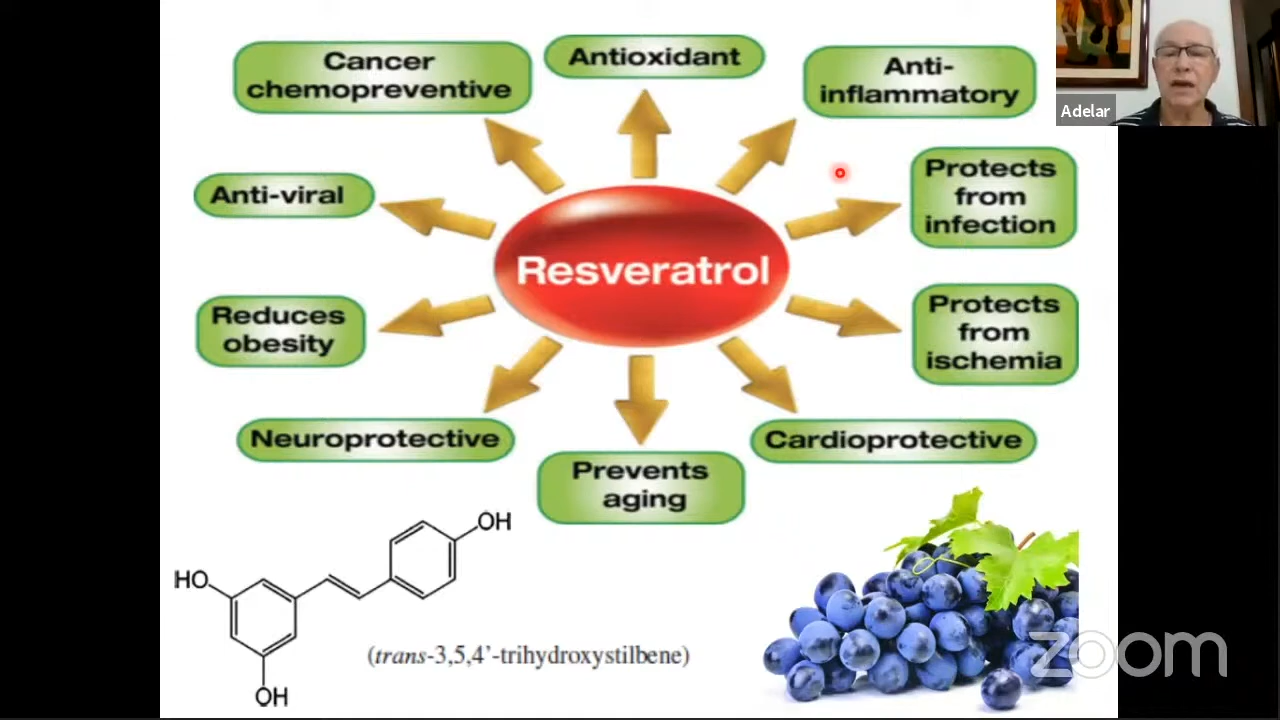 Cancer
chemopreventive
Antioxidant
Anti-
inflammatory
Adelar
Anti-viral
Protects
from
infection
Resveratrol
Reduces
obesity
Protects
from
ischemia
Neuroprotective
Prevents
aging
Cardioprotective
OH
HO
OH
(trans-3,5,4'-trihydroxystilbene)
zoom